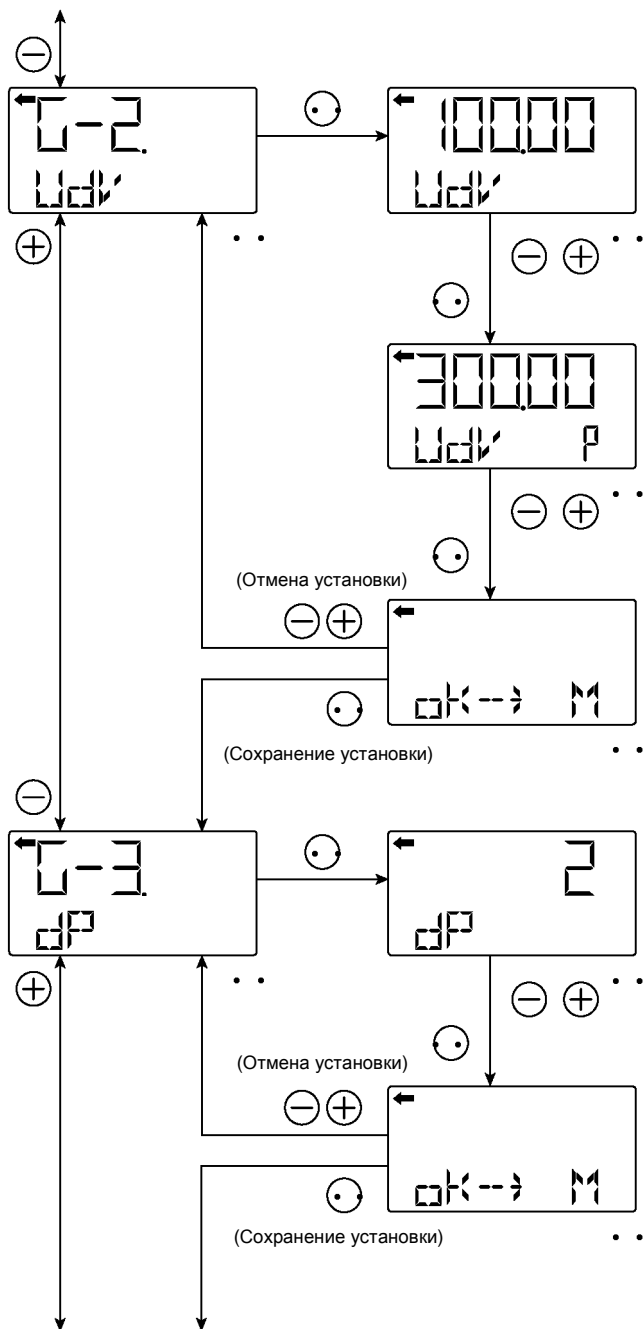 G-2.
UdV
100.00
UdV
300.00
UdV P
(Отмена установки)
oK--> M
(Сохранение установки)
G-3.
dP
2
dP
(Отмена установки)
oK--> M
(Сохранение установки)